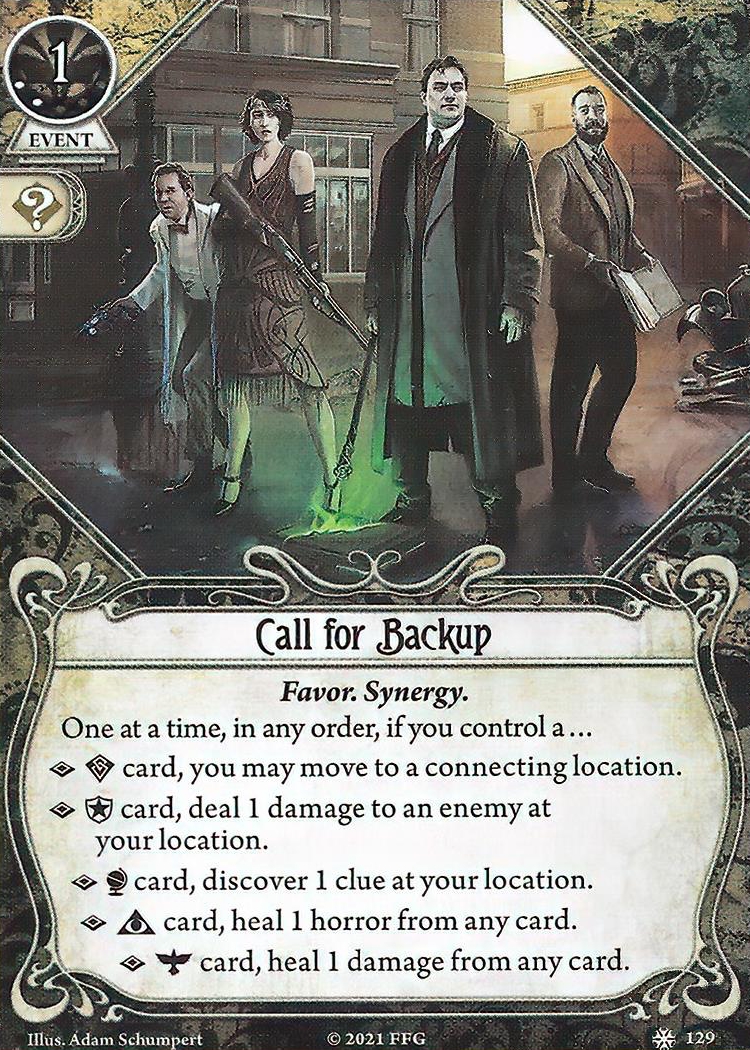 1
EVENT
?
Call for Backup
Favor. Synergy.
One at a time, in any order, if you control a…
card, you may move to a connecting location.
card, deal 1 damage to an enemy at
your location.
card, discover 1 clue at your location.
card, heal 1 horror from any card.
card, heal 1 damage from any card.
Illus. Adam Schumpert
© 2021 FFG
129